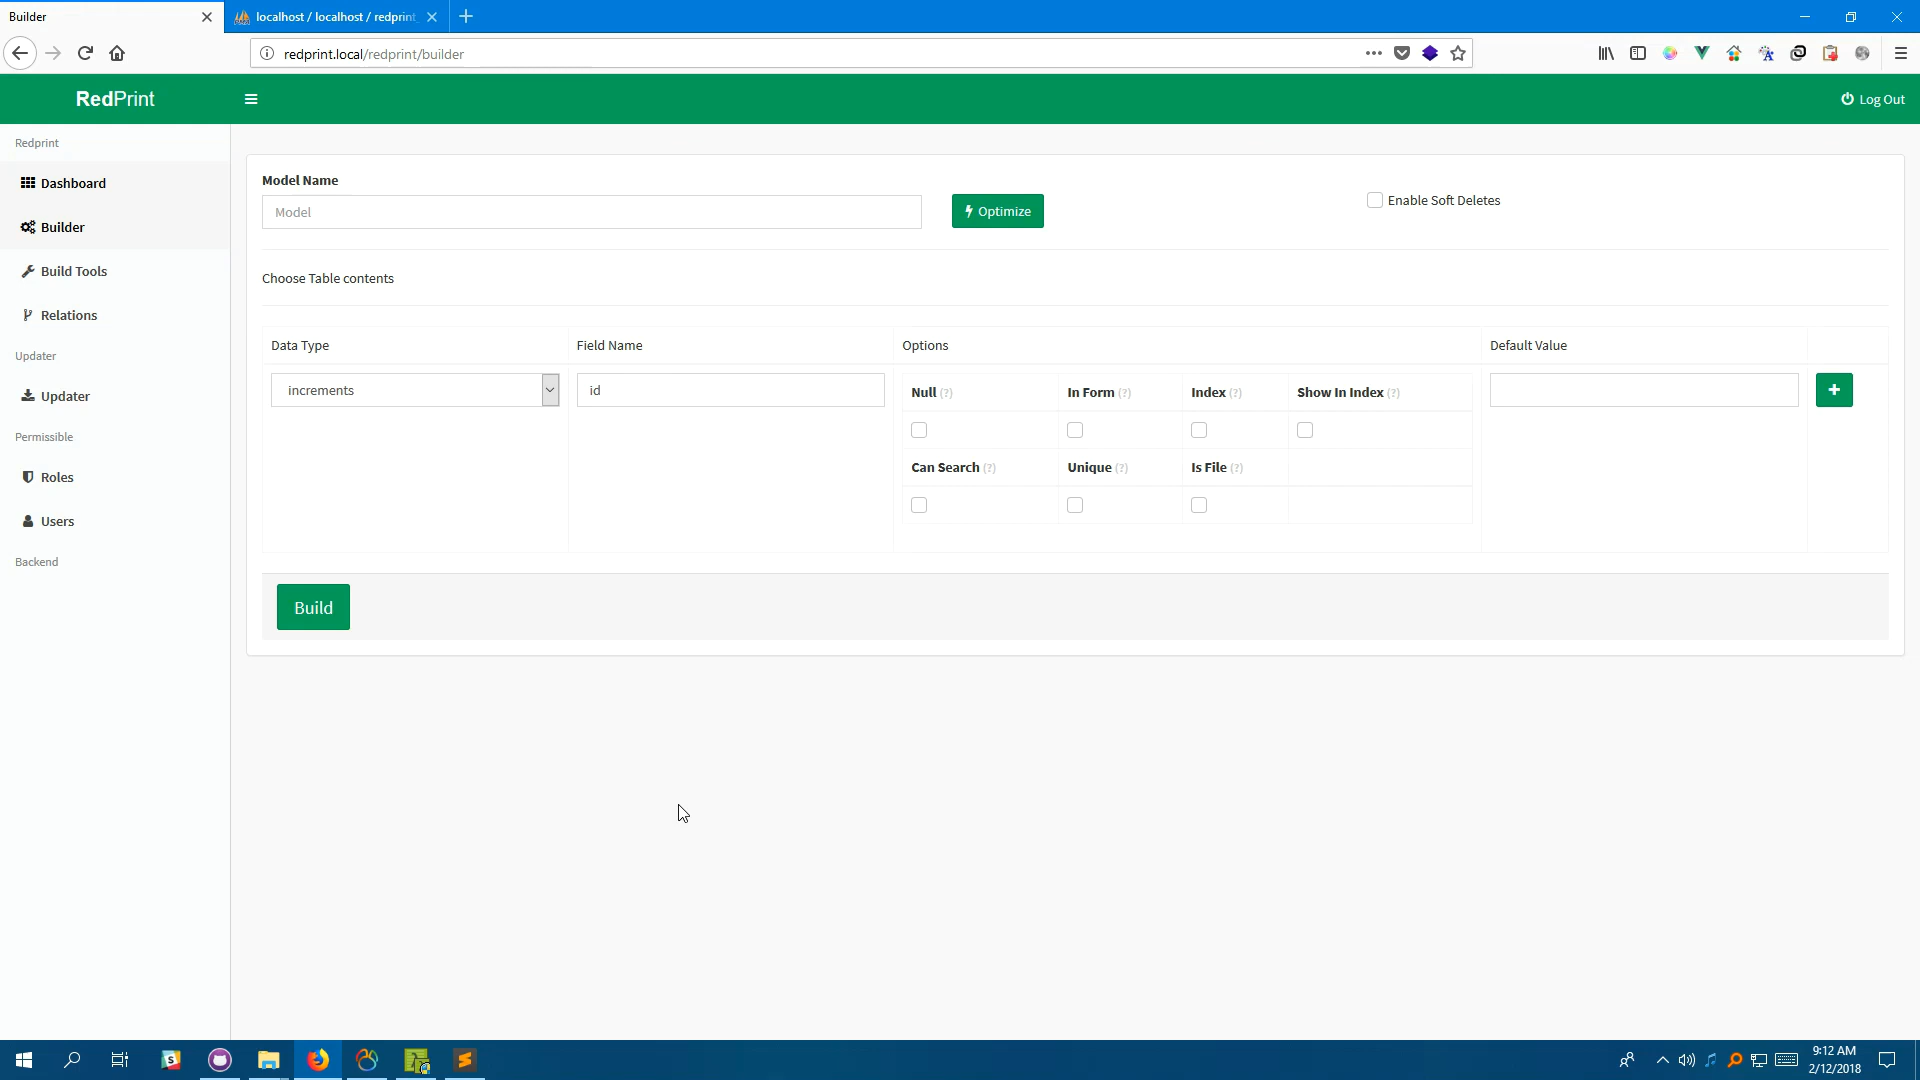 Builder
localhost / localhost / redprint
redprint.local/redprint/builder
RedPrint
Log Out
Redprint
Dashboard
Builder
Build Tools
Relations
Updater
Updater
Permissible
Roles
Users
Backend
Model Name
Model
Optimize
Enable Soft Deletes
Choose Table contents
Data Type
Field Name
Options
Default Value
increments
id
Null (?)
In Form (?)
Index (?)
Show In Index (?)
Can Search (?)
Unique (?)
Is File (?)
Build
9:12 AM
2/12/2018